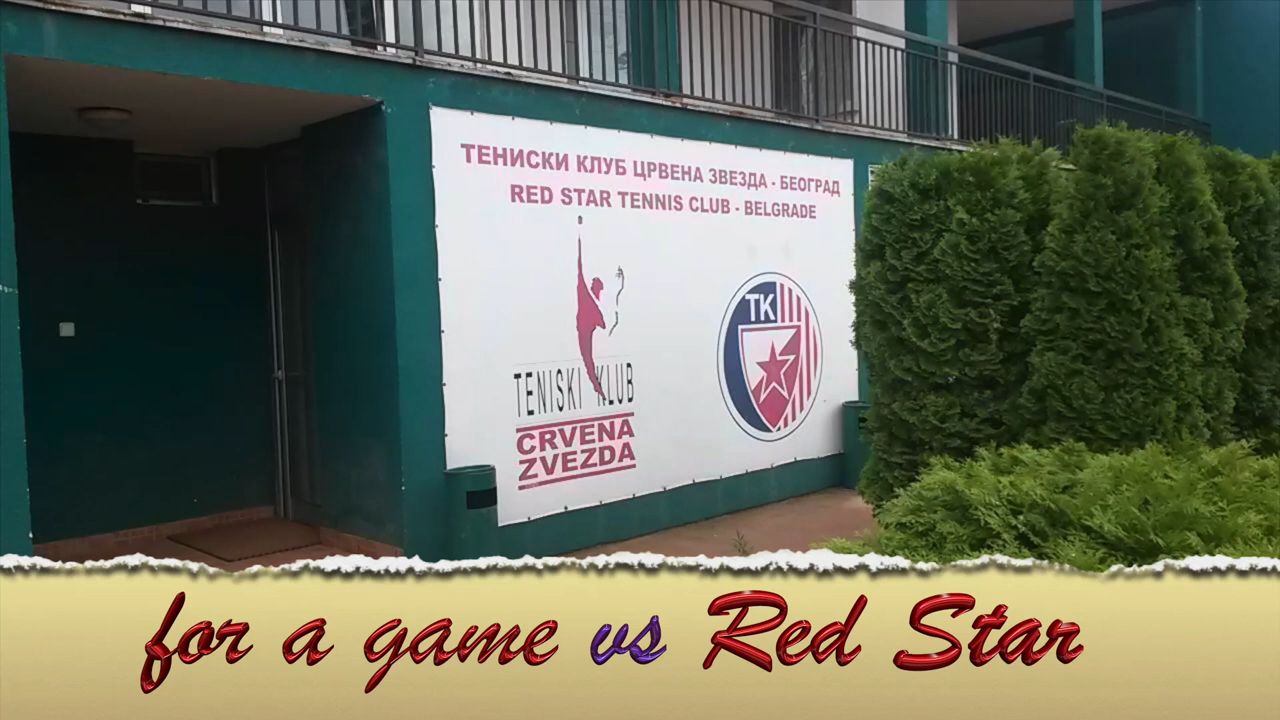 ТЕНИСКИ КЛУБ ЦРВЕНА ЗВЕЗДА - БЕОГРАД
RED STAR TENNIS CLUB - BELGRADE
TENISKI KLUB
CRVENA
ZVEZDA
TK
for a game vs Red Star